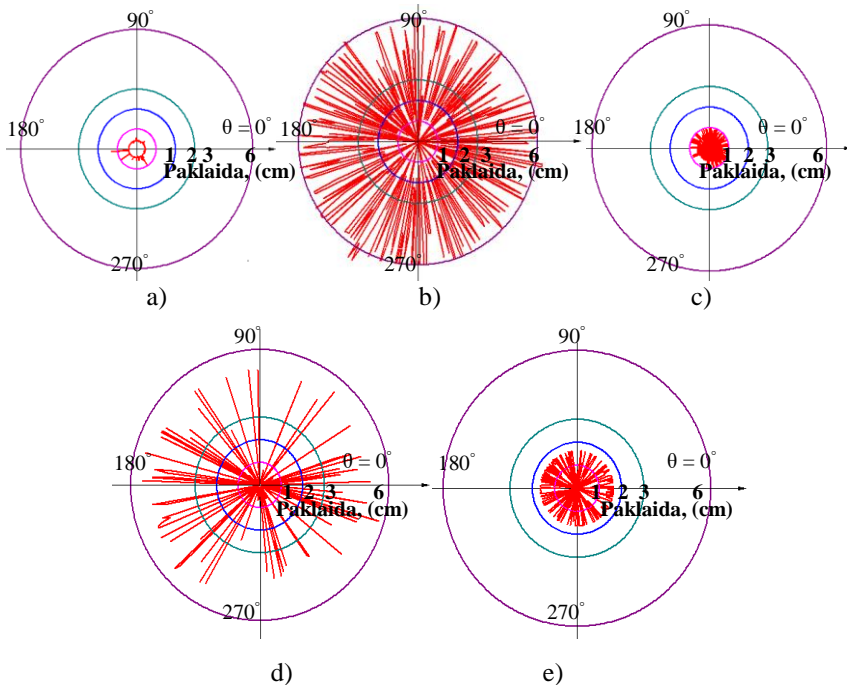 90°
180°
θ = 0°
1 2 3 6
Paklaida, (cm)
270°
a)
90°
180°
θ = 0°
1 2 3 6
Paklaida, (cm)
270°
b)
90°
180°
θ = 0°
1 2 3 6
Paklaida, (cm)
270°
c)
90°
180°
θ = 0°
1 2 3 6
Paklaida, (cm)
270°
d)
90°
180°
θ = 0°
1 2 3 6
Paklaida, (cm)
270°
e)